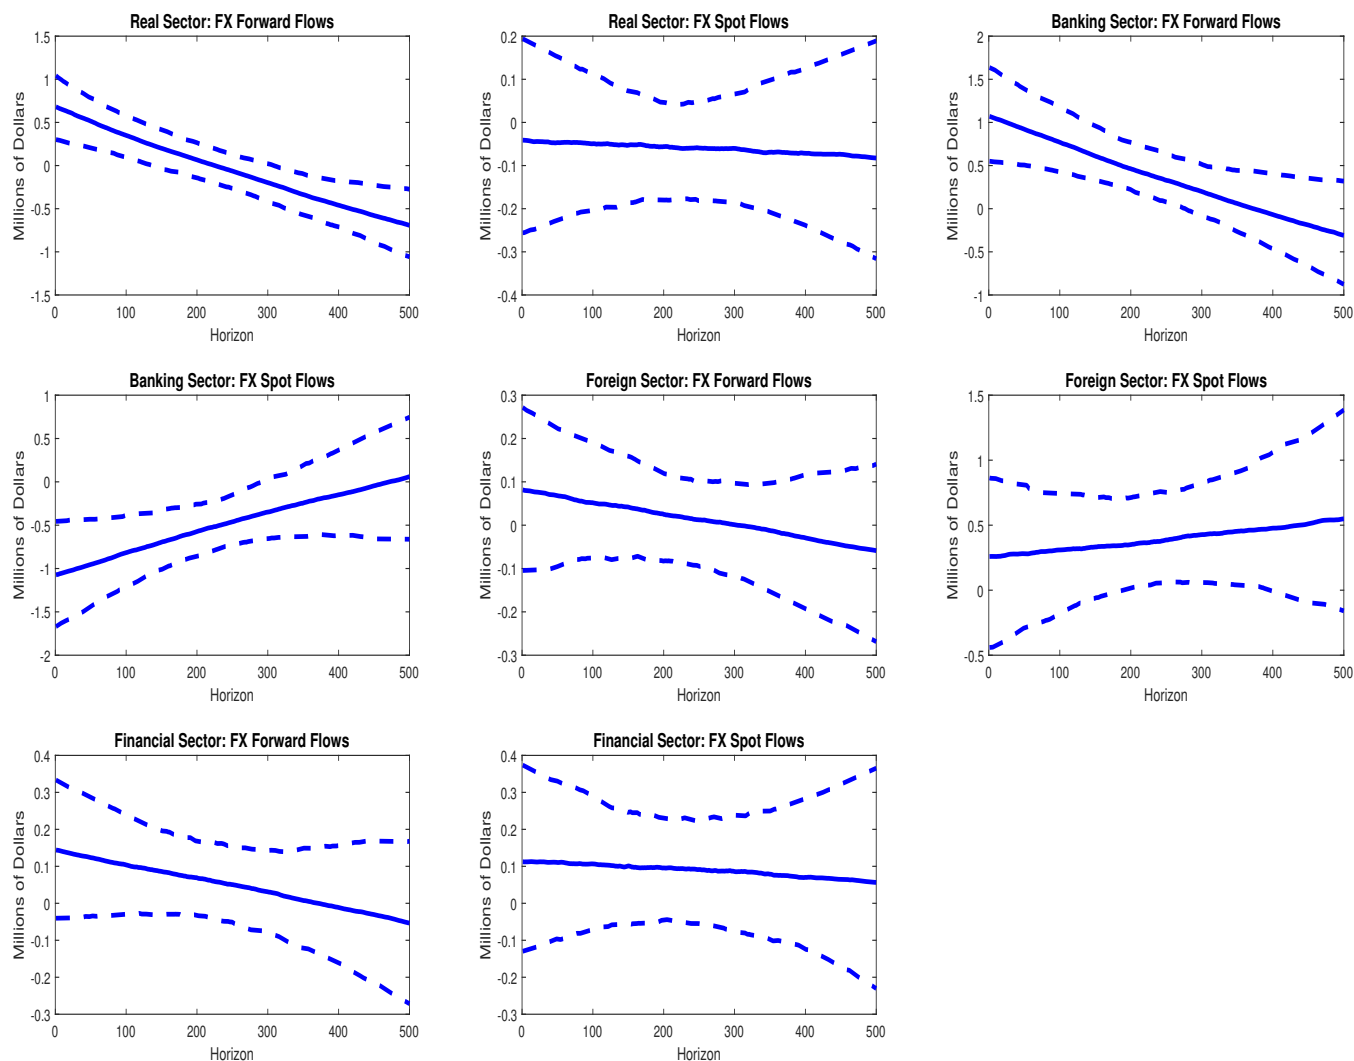 Real Sector: FX Forward Flows
1.5
1
0.5
0
-0.5
-1
-1.5
Millions of Dollars
0 100 200 300 400 500
Horizon
Real Sector: FX Spot Flows
0.2
0.1
0
-0.1
-0.2
-0.3
-0.4
Millions of Dollars
0 100 200 300 400 500
Horizon
Banking Sector: FX Forward Flows
2
1.5
1
0.5
0
-0.5
-1
Millions of Dollars
0 100 200 300 400 500
Horizon
Banking Sector: FX Spot Flows
1
0.5
0
-0.5
-1
-1.5
-2
Millions of Dollars
0 100 200 300 400 500
Horizon
Foreign Sector: FX Forward Flows
0.3
0.2
0.1
0
-0.1
-0.2
-0.3
Millions of Dollars
0 100 200 300 400 500
Horizon
Foreign Sector: FX Spot Flows
1.5
1
0.5
0
-0.5
Millions of Dollars
0 100 200 300 400 500
Horizon
Financial Sector: FX Forward Flows
0.4
0.3
0.2
0.1
0
-0.1
-0.2
-0.3
Millions of Dollars
0 100 200 300 400 500
Horizon
Financial Sector: FX Spot Flows
0.4
0.3
0.2
0.1
0
-0.1
-0.2
-0.3
Millions of Dollars
0 100 200 300 400 500
Horizon